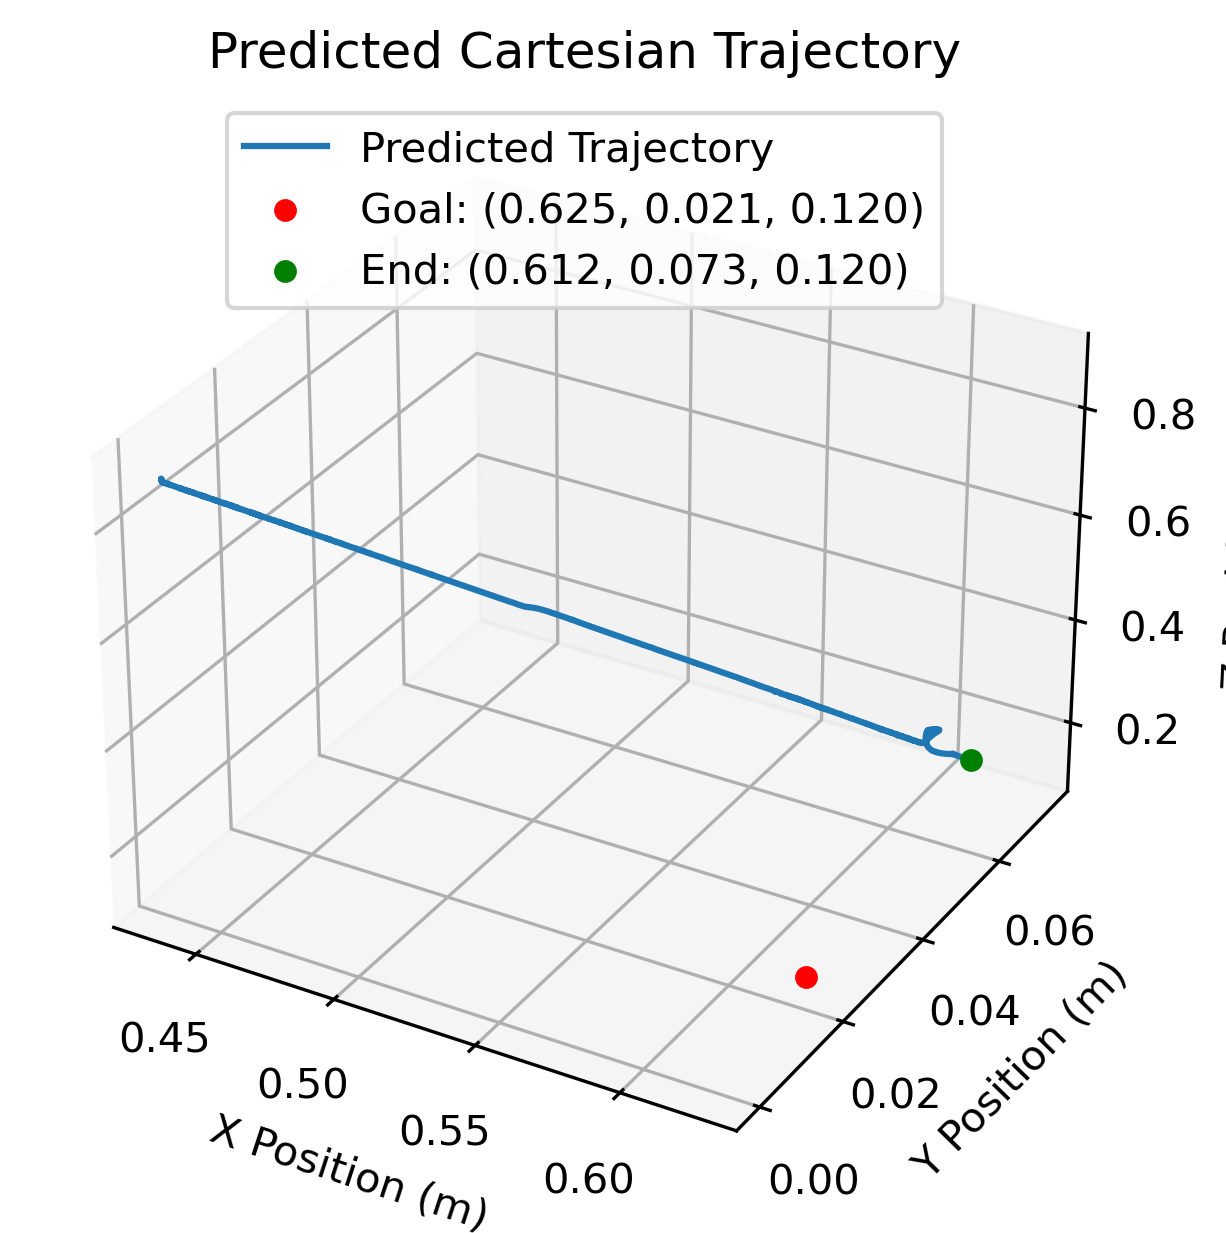 Predicted Cartesian Trajectory
Predicted Trajectory
Goal: (0.625, 0.021, 0.120)
End: (0.612, 0.073, 0.120)
0.8
0.6
0.4
0.2
0.06
0.04
0.02
0.00
Y Position (m)
0.45
0.50
0.55
0.60
X Position (m)